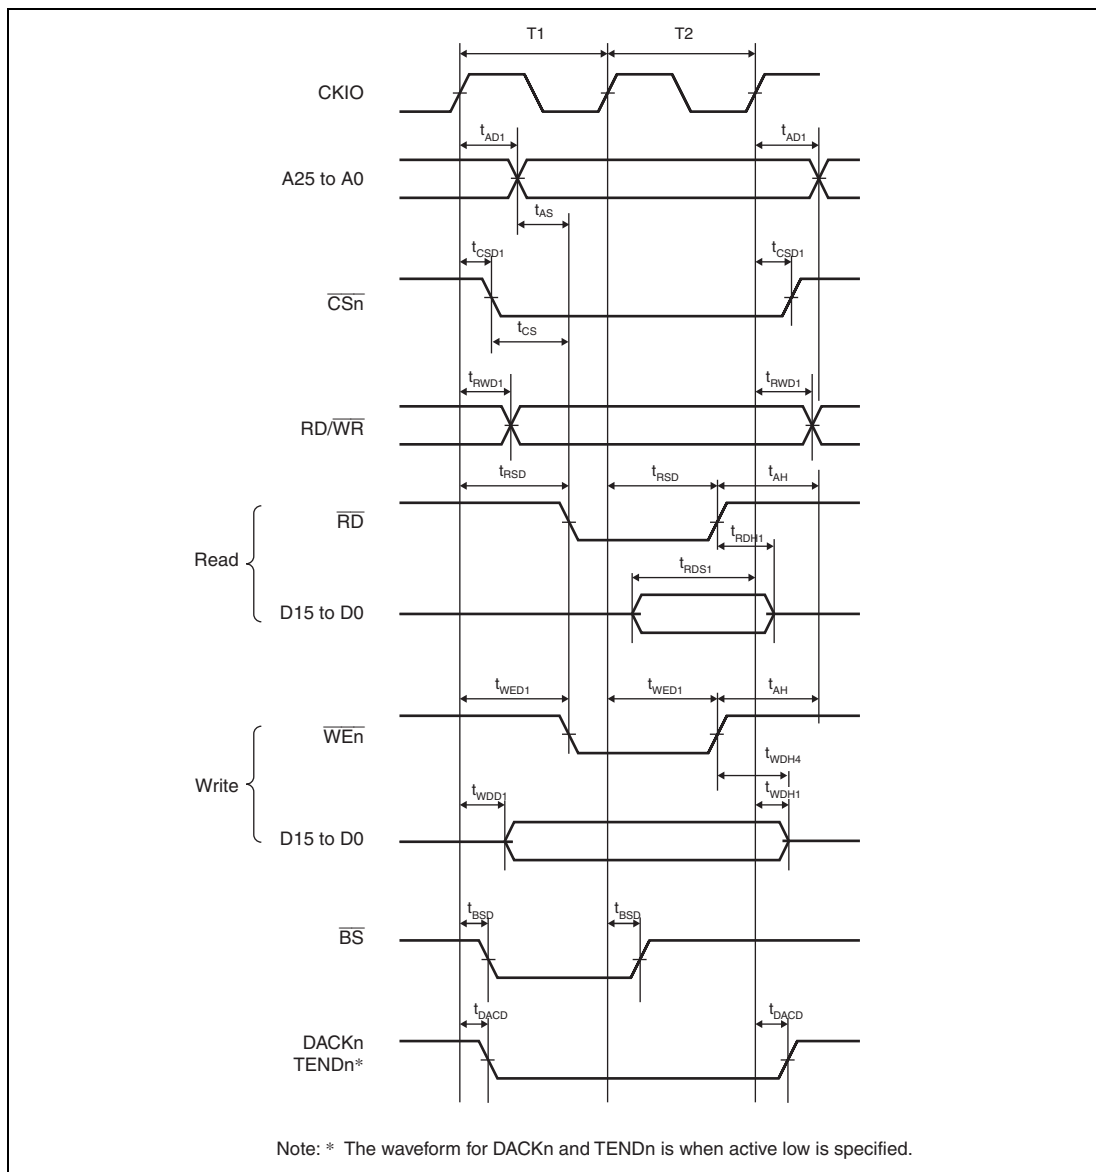 T1 T2
CKIO
tAD1 tAD1
A25 to A0
tAS
tCSD1 tCSD1
CSn
tCS
tRWD1 tRWD1
RD/WR
tRSD tRSD tAH
RD
tRDH1
Read
tRDS1
D15 to D0
tWED1 tWED1 tAH
WEn
tWDH4
Write
tWDD1 tWDH1
D15 to D0
tBSD tBSD
BS
tDACD tDACD
DACKn
TENDn*
Note: * The waveform for DACKn and TENDn is when active low is specified.